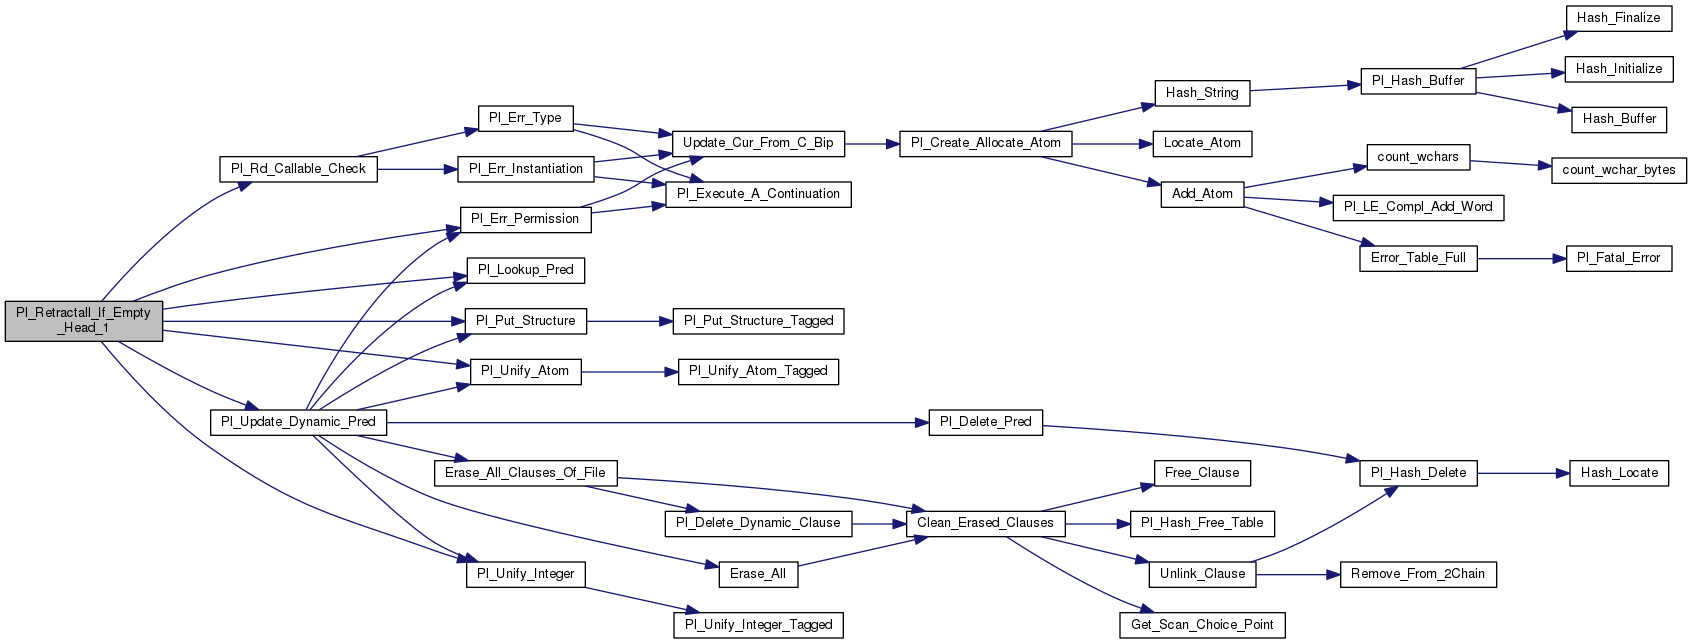 Pl_Retractall_If_Empty
_Head_1
Pl_Rd_Callable_Check
Pl_Update_Dynamic_Pred
Pl_Err_Type
Pl_Err_Instantiation
Pl_Err_Permission
Pl_Lookup_Pred
Pl_Put_Structure
Pl_Unify_Atom
Erase_All_Clauses_Of_File
Pl_Unify_Integer
Update_Cur_From_C_Bip
Pl_Execute_A_Continuation
Pl_Put_Structure_Tagged
Pl_Unify_Atom_Tagged
Pl_Delete_Dynamic_Clause
Erase_All
Pl_Unify_Integer_Tagged
Pl_Create_Allocate_Atom
Pl_Delete_Pred
Clean_Erased_Clauses
Hash_String
Locate_Atom
Add_Atom
Free_Clause
Pl_Hash_Free_Table
Unlink_Clause
Get_Scan_Choice_Point
Pl_Hash_Buffer
count_wchars
Pl_LE_Compl_Add_Word
Error_Table_Full
Pl_Hash_Delete
Remove_From_2Chain
Hash_Finalize
Hash_Initialize
Hash_Buffer
count_wchar_bytes
Pl_Fatal_Error
Hash_Locate